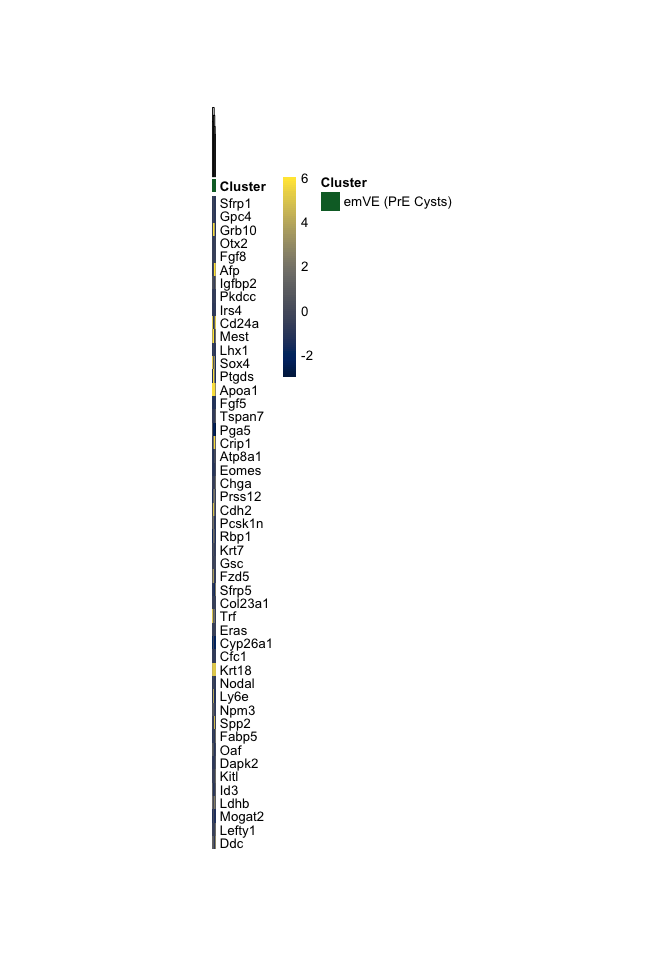 Cluster
Sfrp1
Gpc4
Grb10
Otx2
Fgf8
Afp
Igfbp2
Pkdcc
Irs4
Cd24a
Mest
Lhx1
Sox4
Ptgds
Apoa1
Fgf5
Tspan7
Pga5
Crip1
Atp8a1
Eomes
Chga
Prss12
Cdh2
Pcsk1n
Rbp1
Krt7
Gsc
Fzd5
Sfrp5
Col23a1
Trf
Eras
Cyp26a1
Cfc1
Krt18
Nodal
Ly6e
Npm3
Spp2
Fabp5
Oaf
Dapk2
Kitl
Id3
Ldhb
Mogat2
Lefty1
Ddc
6
4
2
0
-2
Cluster
emVE (PrE Cysts)